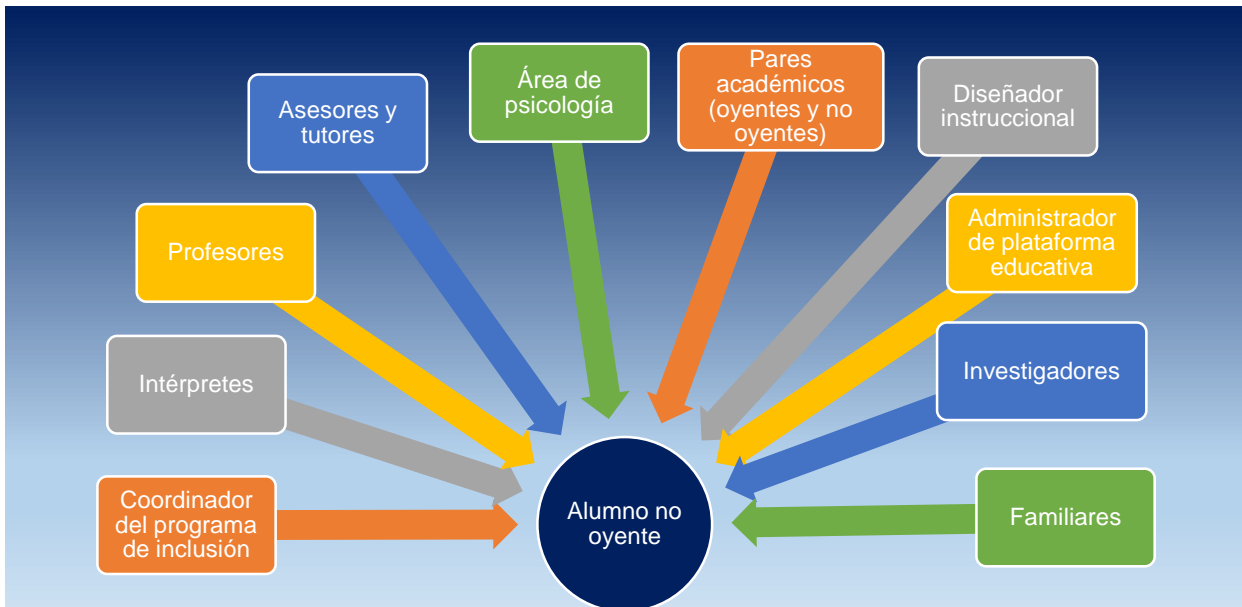 Coordinador
del programa
de inclusión
Intérpretes
Profesores
Asesores y
tutores
Área de
psicología
Pares
académicos
(oyentes y no
oyentes)
Diseñador
instruccional
Administrador
de plataforma
educativa
Investigadores
Familiares
Alumno no
oyente